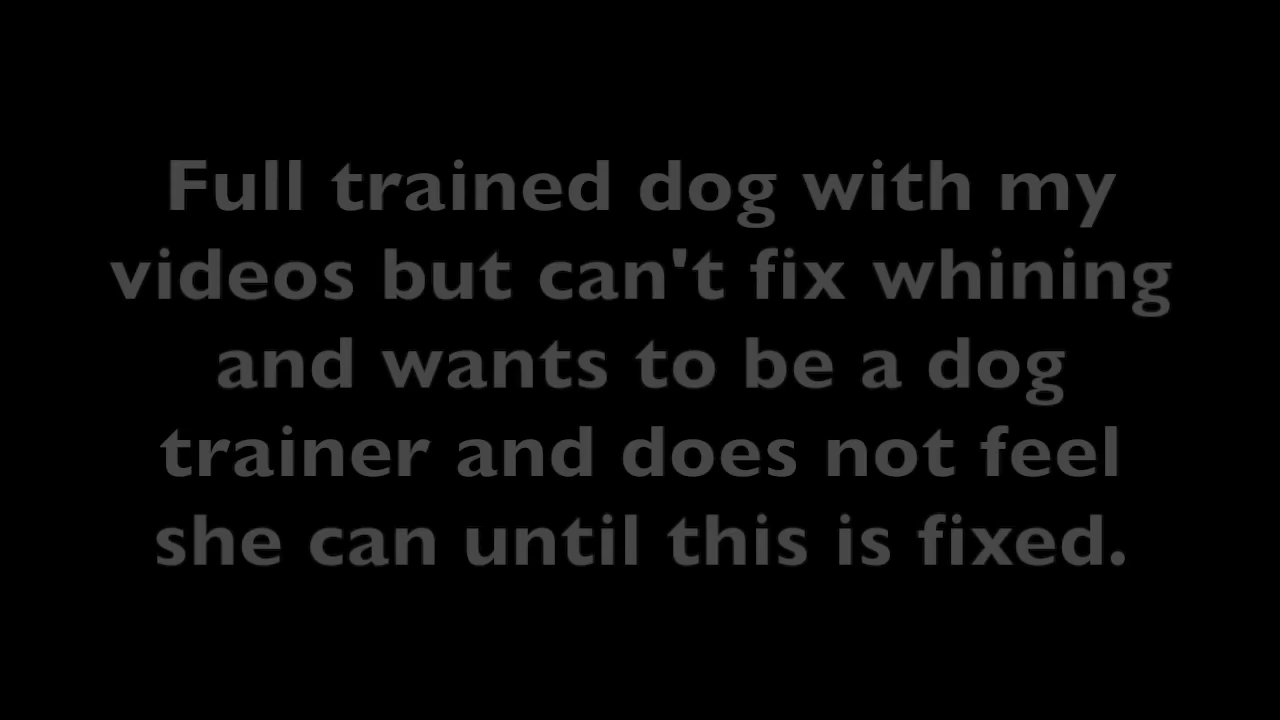 Full trained dog with my
videos but can't fix whining
and wants to be a dog
trainer and does not feel
she can until this is fixed.